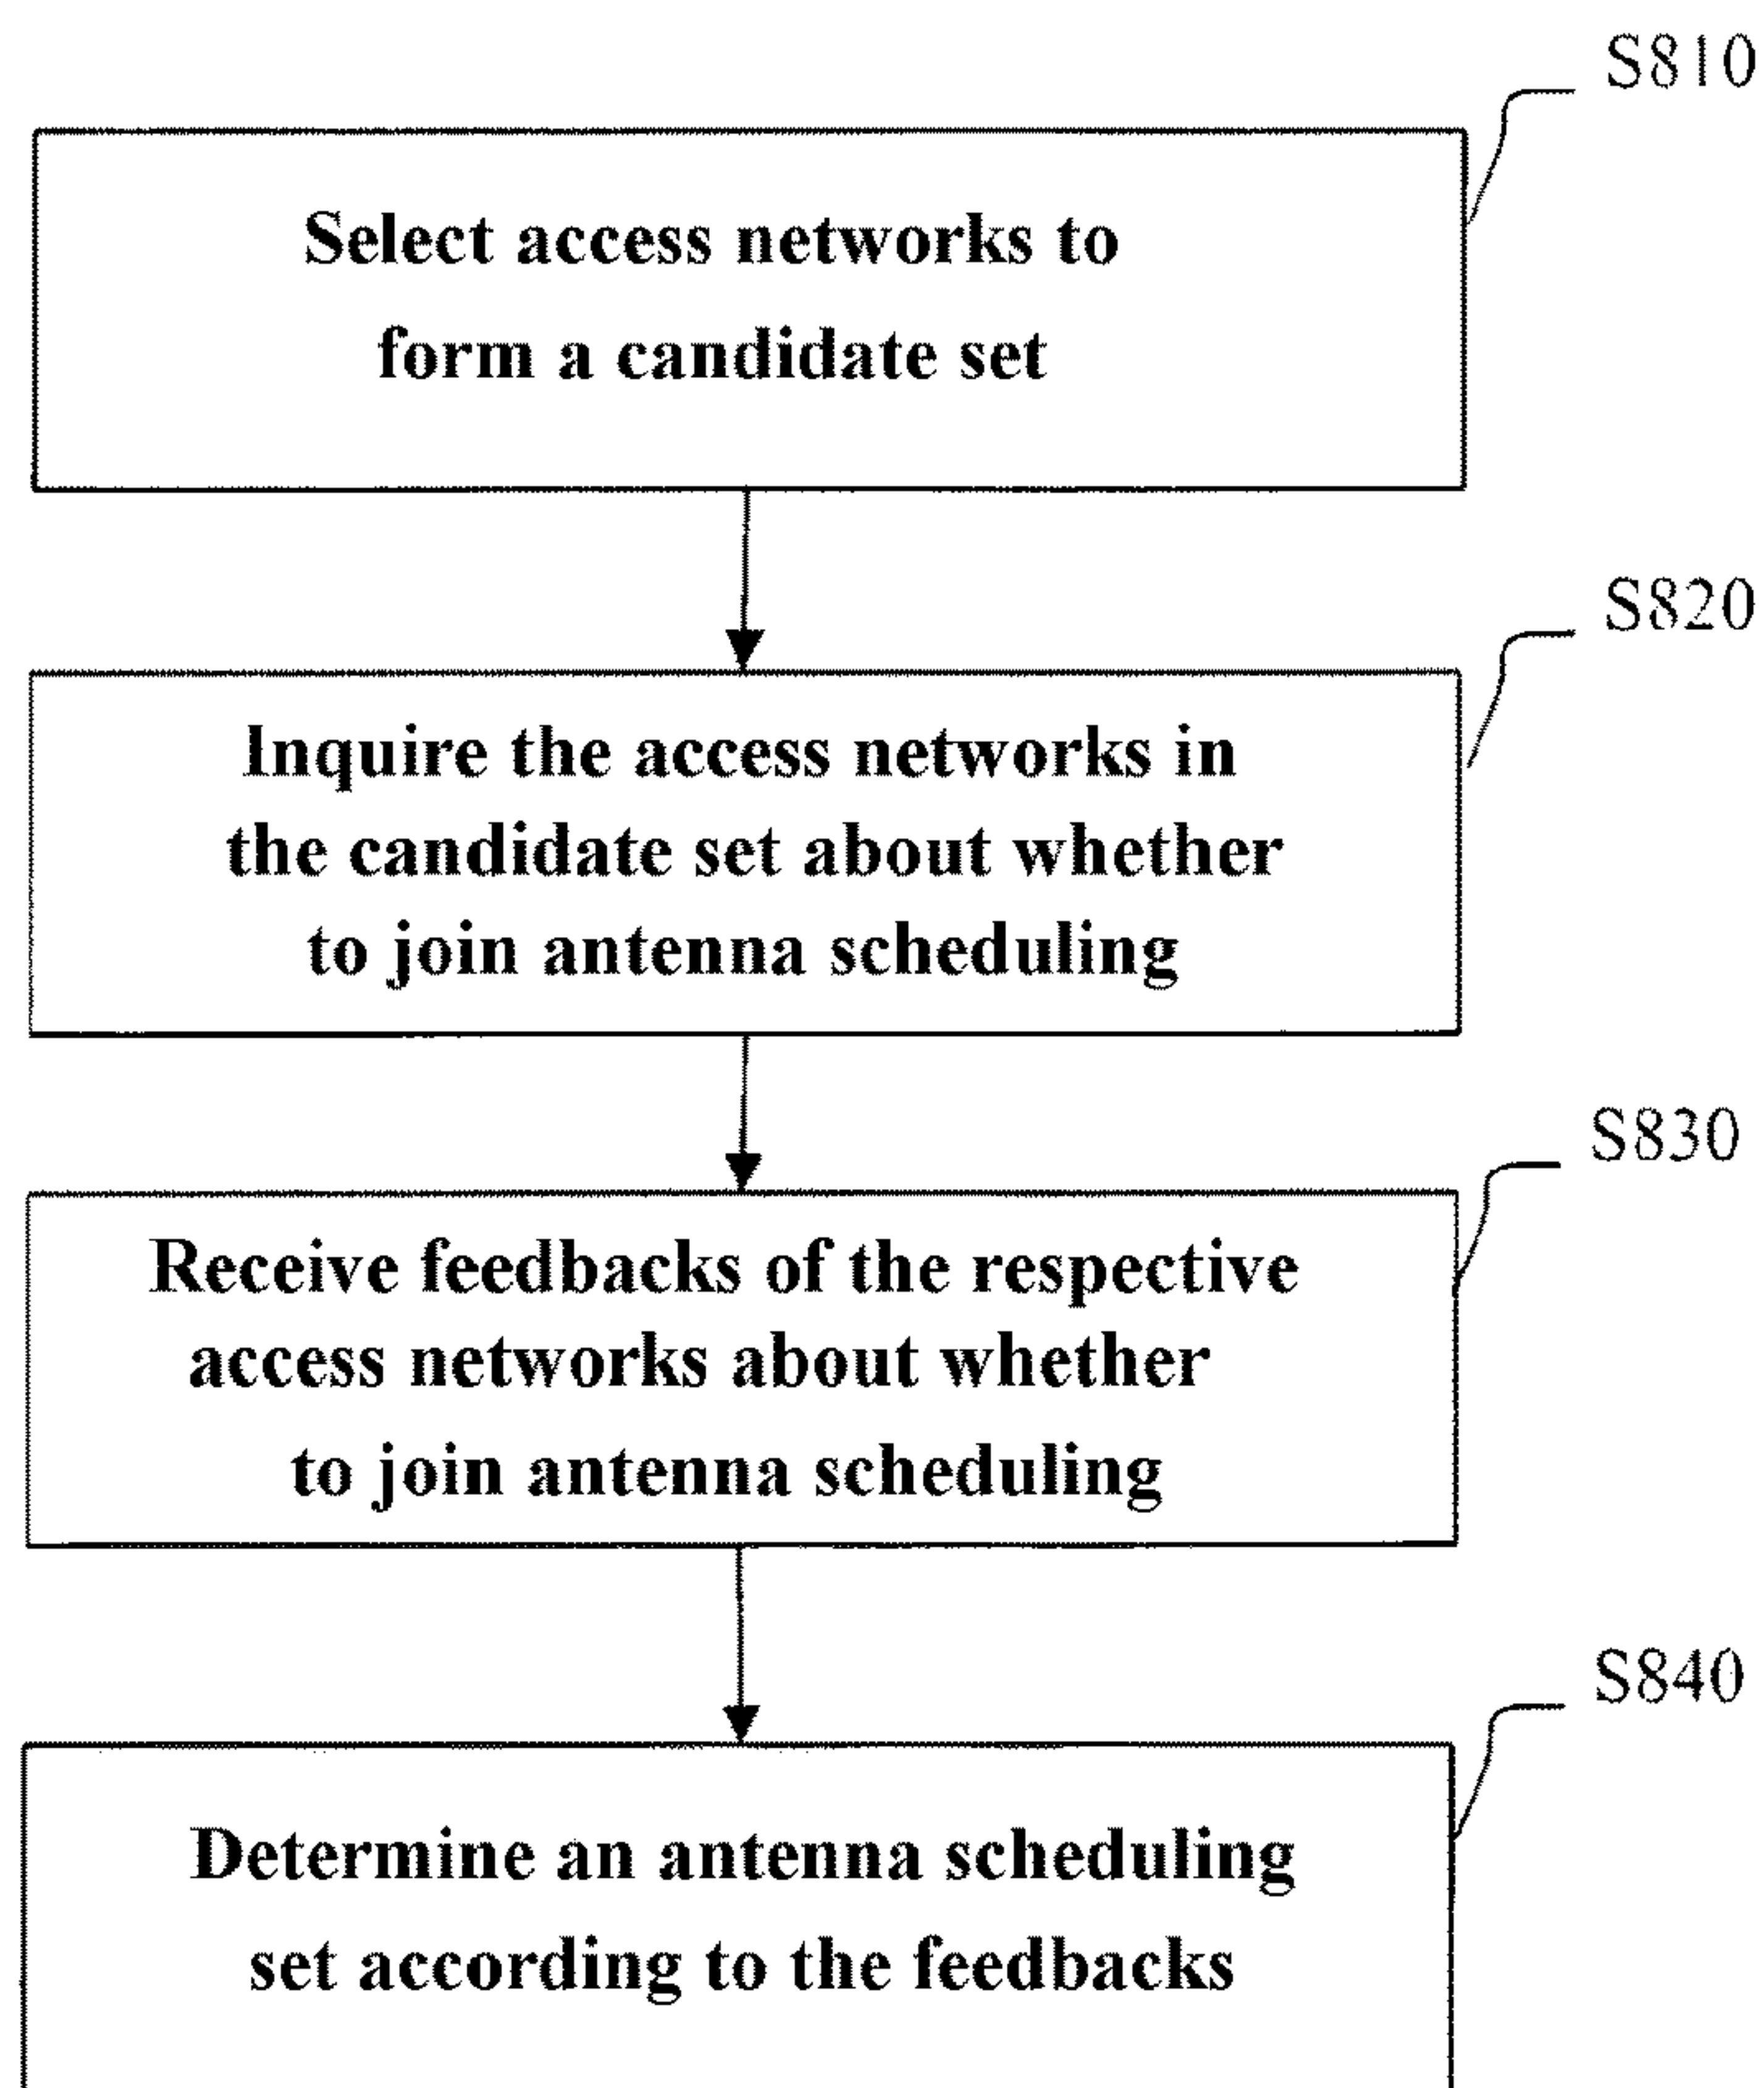 S810
Select access networks to
form a candidate set
S820
Inquire the access networks in
the candidate set about whether
to join antenna scheduling
S830
Receive feedbacks of the respective
access networks about whether
to join antenna scheduling
S840
Determine an antenna scheduling
set according to the feedbacks